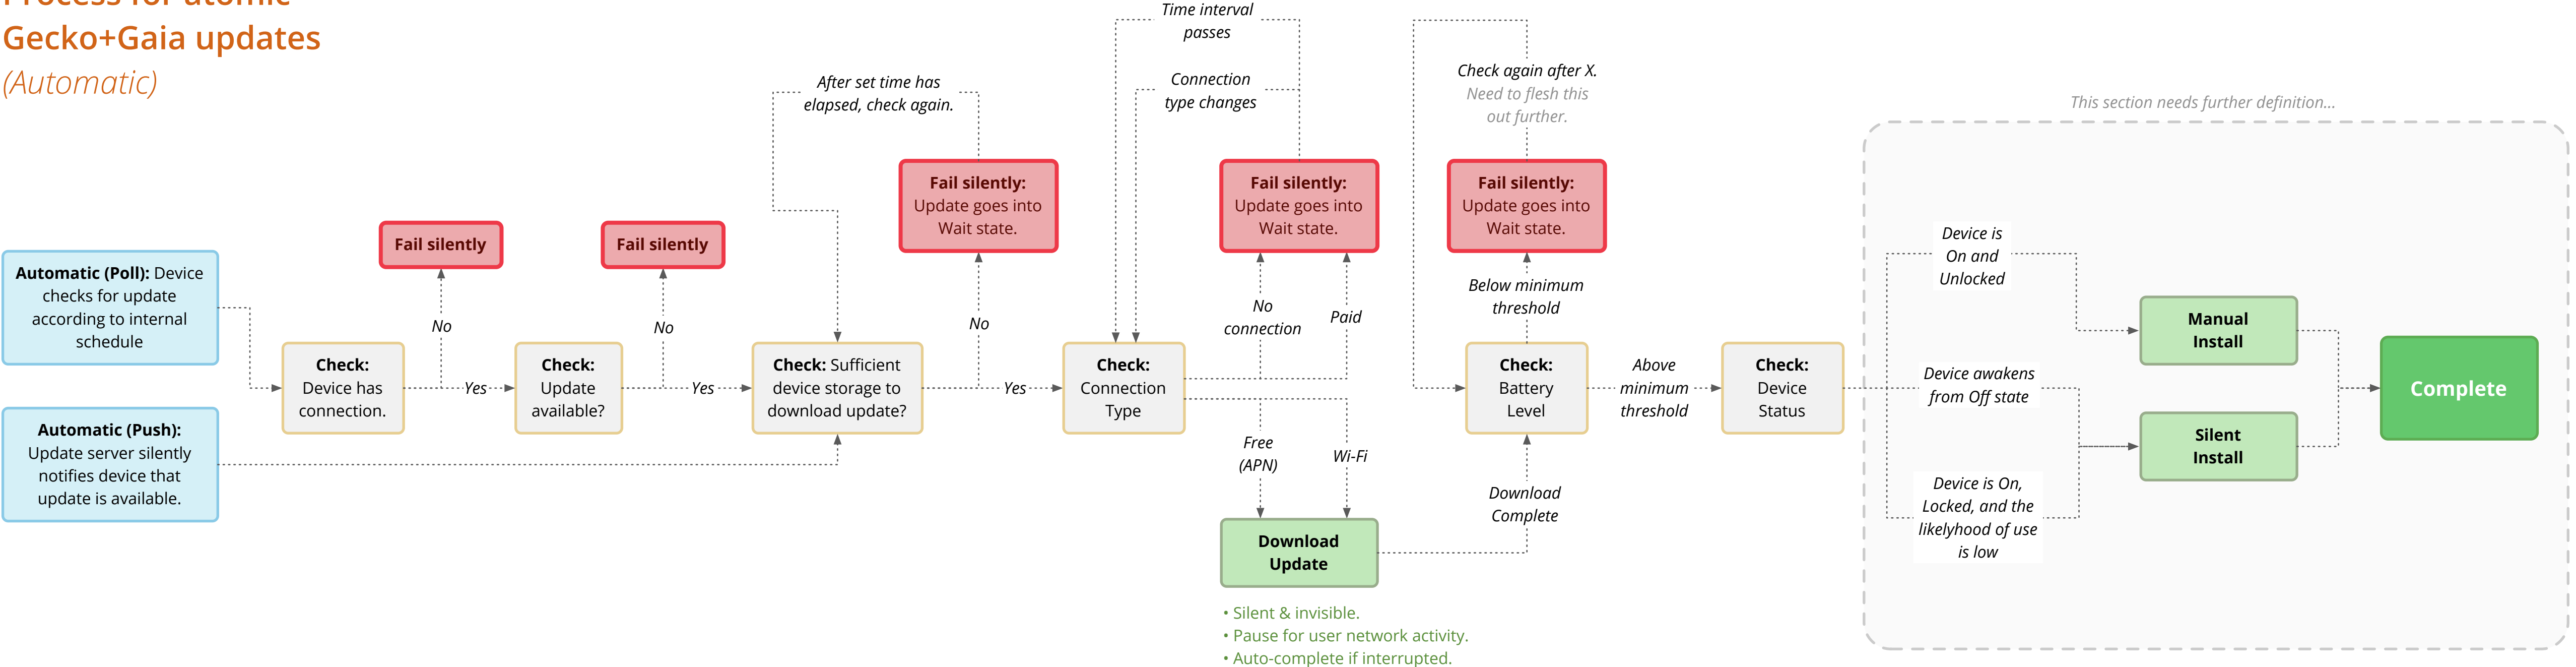 Process for atomic
Gecko+Gaia updates
(Automatic)
Automatic (Poll): Device
checks for update
according to internal
schedule
Automatic (Push):
Update server silently
notifies device that
update is available.
Check:
Device has
connection.
No
Fail silently
Yes
Check:
Update
available?
No
Fail silently
Yes
Check: Sufficient
device storage to
download update?
No
Fail silently:
Update goes into
Wait state.
After set time has
elapsed, check again.
Yes
Check:
Connection
Type
No
connection
Paid
Fail silently:
Update goes into
Wait state.
Time interval
passes
Connection
type changes
Free
(APN)
Wi-Fi
Download
Update
• Silent & invisible.
• Pause for user network activity.
• Auto-complete if interrupted.
Download
Complete
Check:
Battery
Level
Below minimum
threshold
Fail silently:
Update goes into
Wait state.
Check again after X.
Need to flesh this
out further.
Above
minimum
threshold
Check:
Device
Status
This section needs further definition...
Device is
On and
Unlocked
Device awakens
from Off state
Device is On,
Locked, and the
likelyhood of use
is low
Manual
Install
Silent
Install
Complete